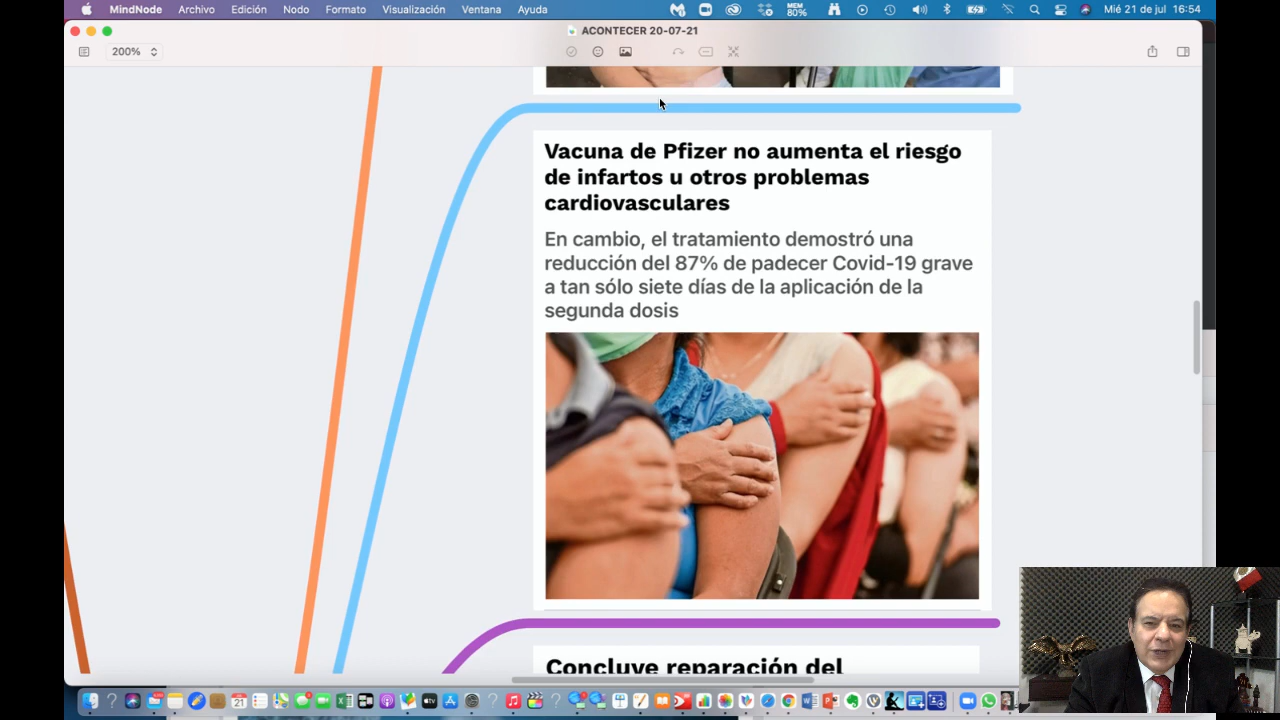 MindNode Archivo Edición Nodo Formato Visualización Ventana Ayuda MEM 80% Mié 21 de jul 16:54
ACONTECER 20-07-21
200%
Vacuna de Pfizer no aumenta el riesgo
de infartos u otros problemas
cardiovasculares
En cambio, el tratamiento demostró una
reducción del 87% de padecer Covid-19 grave
a tan sólo siete días de la aplicación de la
segunda dosis
Concluye reparación del
21